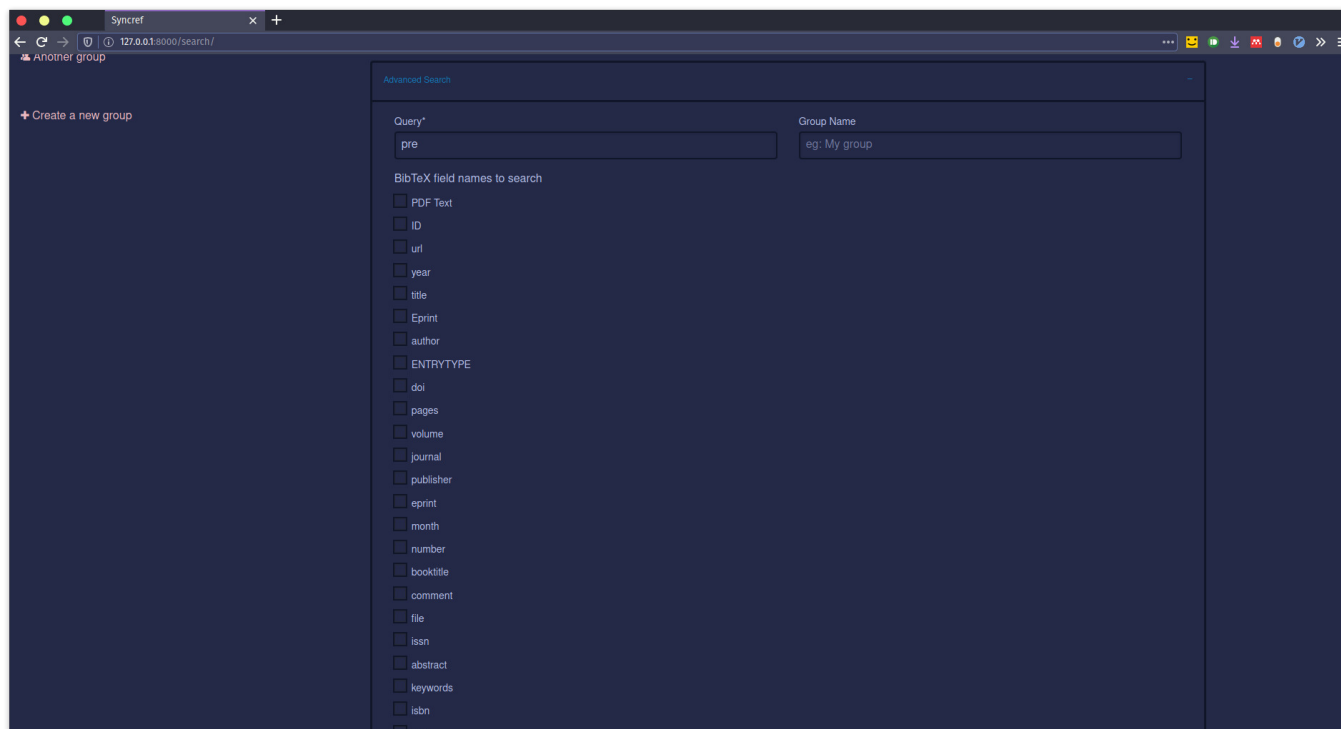 Syncref
127.0.0.1:8000/search/
Another group
Create a new group
Advanced Search
Query*
Group Name
pre
eg: My group
BibTeX field names to search
PDF Text
ID
url
year
title
Eprint
author
ENTRYTYPE
doi
pages
volume
journal
publisher
eprint
month
number
booktitle
comment
file
issn
abstract
keywords
isbn